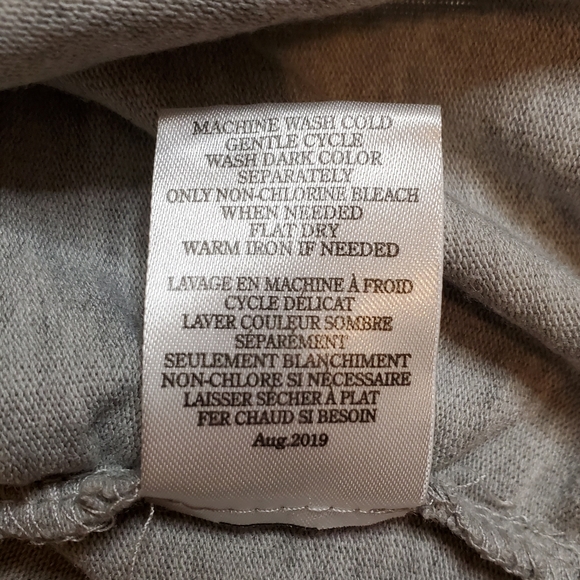 MACHINE WASH COLD
GENTLE CYCLE
WASH DARK COLOR
SEPARATELY
ONLY NON-CHLORINE BLEACH
WHEN NEEDED
FLAT DRY
WARM IRON IF NEEDED
LAVAGE EN MACHINE À FROID
CYCLE DÉLICAT
LAVER COULEUR SOMBRE
SÉPARÉMENT
SEULEMENT BLANCHIMENT
NON-CHLORE SI NÉCESSAIRE
LAISSER SÉCHER À PLAT
FER CHAUD SI BESOIN
Aug.2019